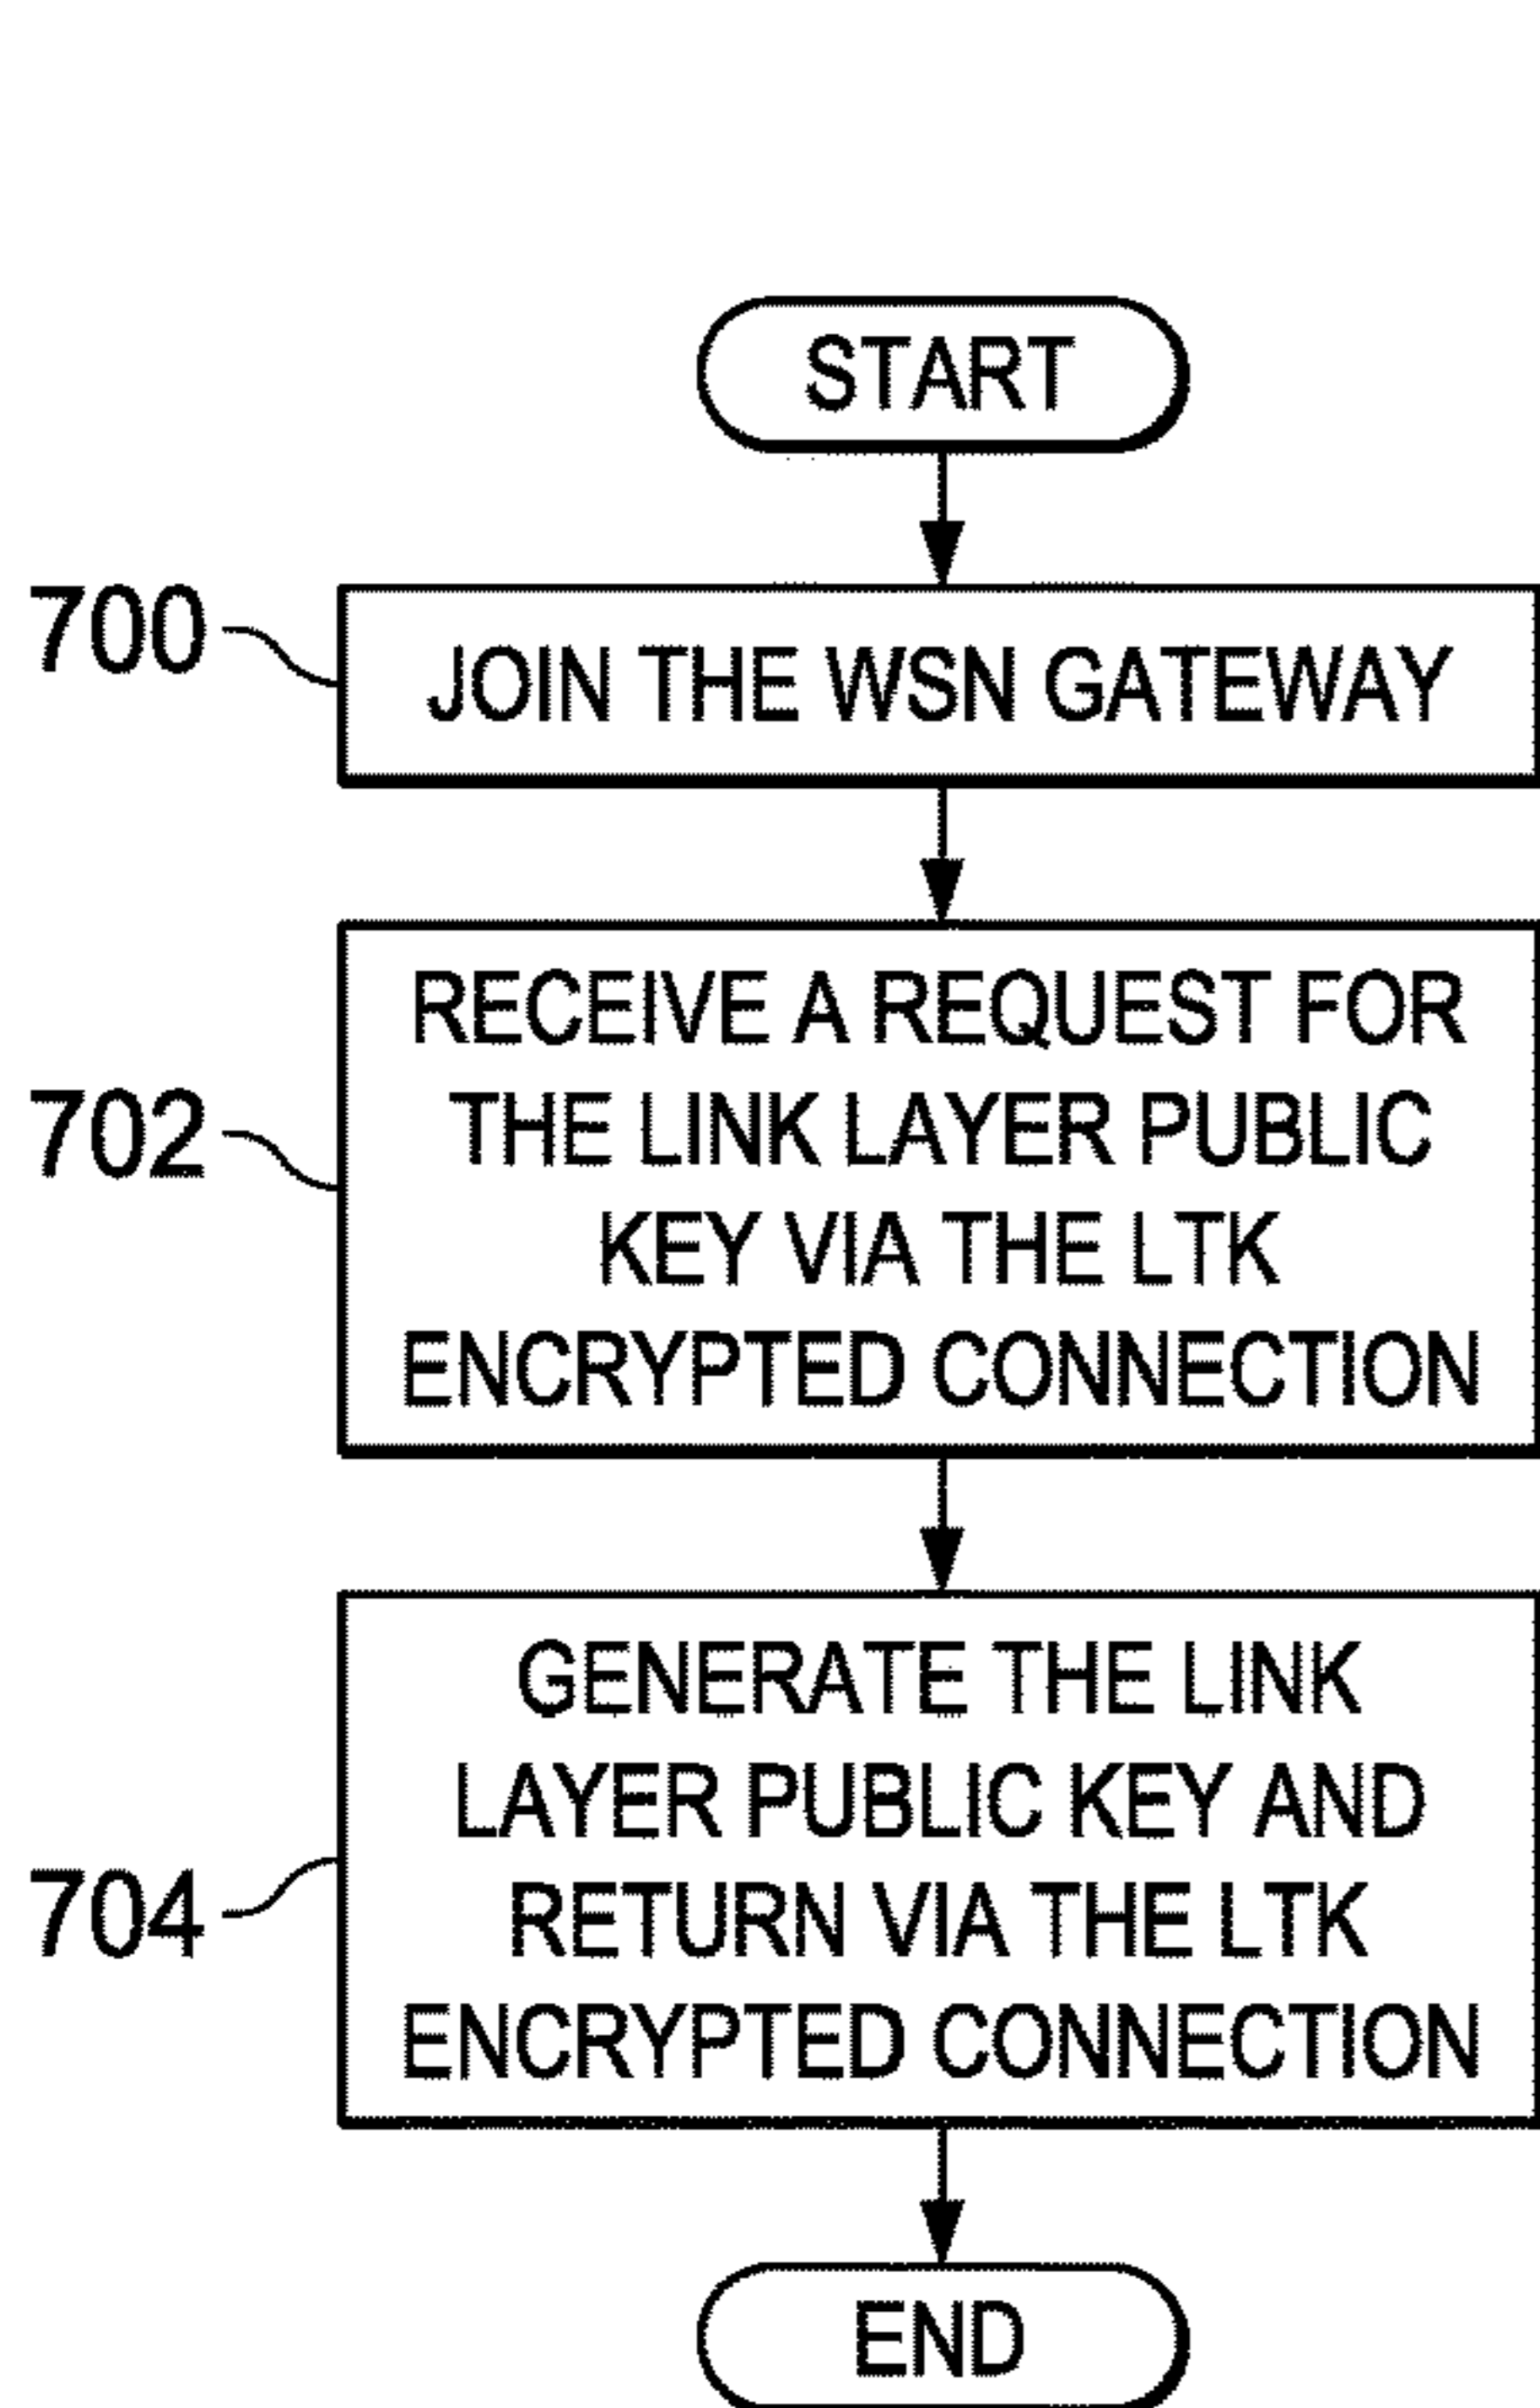 START
700
JOIN THE WSN GATEWAY
702
RECEIVE A REQUEST FOR
THE LINK LAYER PUBLIC
KEY VIA THE LTK
ENCRYPTED CONNECTION
704
GENERATE THE LINK
LAYER PUBLIC KEY AND
RETURN VIA THE LTK
ENCRYPTED CONNECTION
END